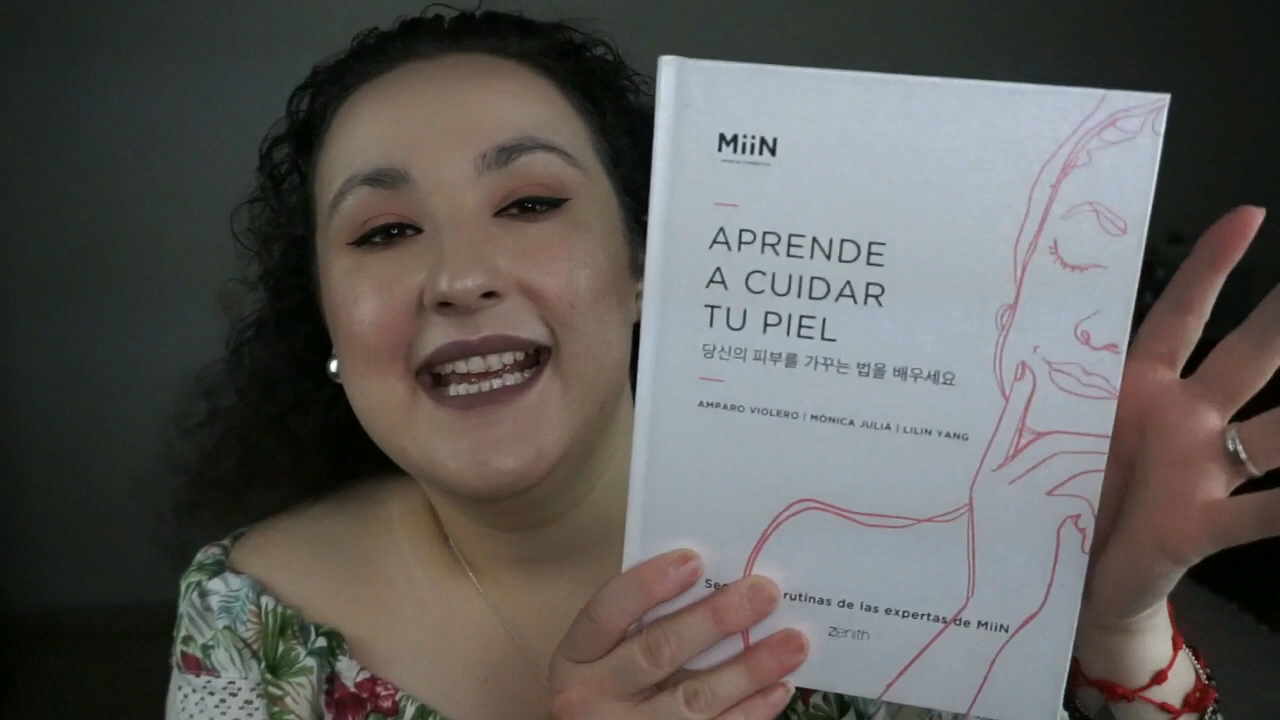 MiiN
APRENDE
A CUIDAR
TU PIEL
당신의 피부를 가꾸는 법을 배우세요
AMPARO VIOLERO | MÒNICA JULIÀ | LILIN YANG
rutinas de las expertas de MiiN
zenith